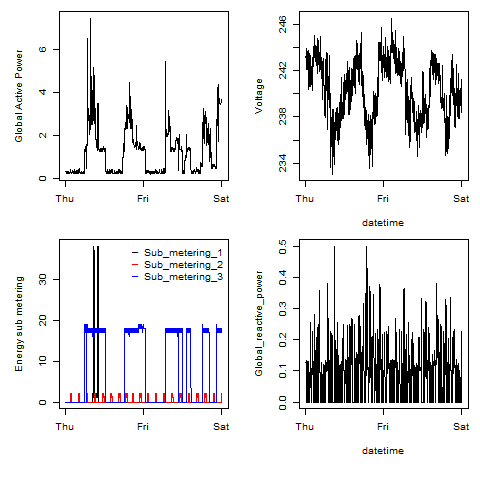 Global Active Power
0 2 4 6
Thu Fri Sat
Voltage
234 238 242 246
Thu Fri Sat
datetime
Energy sub metering
0 10 20 30
Sub_metering_1
Sub_metering_2
Sub_metering_3
Thu Fri Sat
Global_reactive_power
0.0 0.1 0.2 0.3 0.4 0.5
Thu Fri Sat
datetime